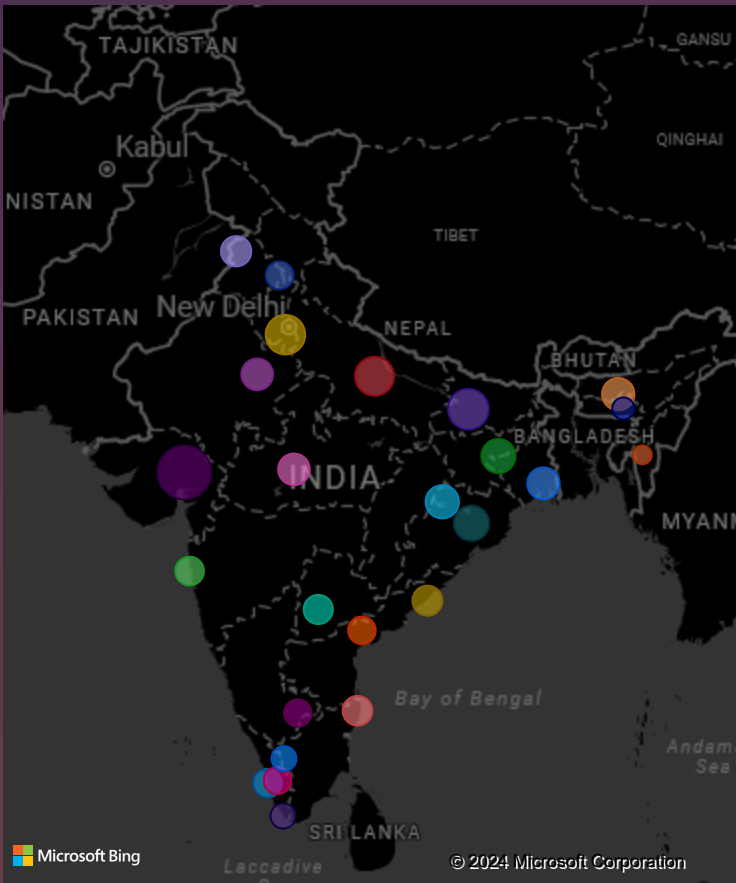 TAJIKISTAN
GANSU
Kabul
QINGHAI
NISTAN
TIBET
New Delhi
PAKISTAN
NEPAL
BHUTAN
BANGLADESH
INDIA
MYANM
Bay of Bengal
Andam
Sea
SRI LANKA
Microsoft Bing
© 2024 Microsoft Corporation
Laccadive